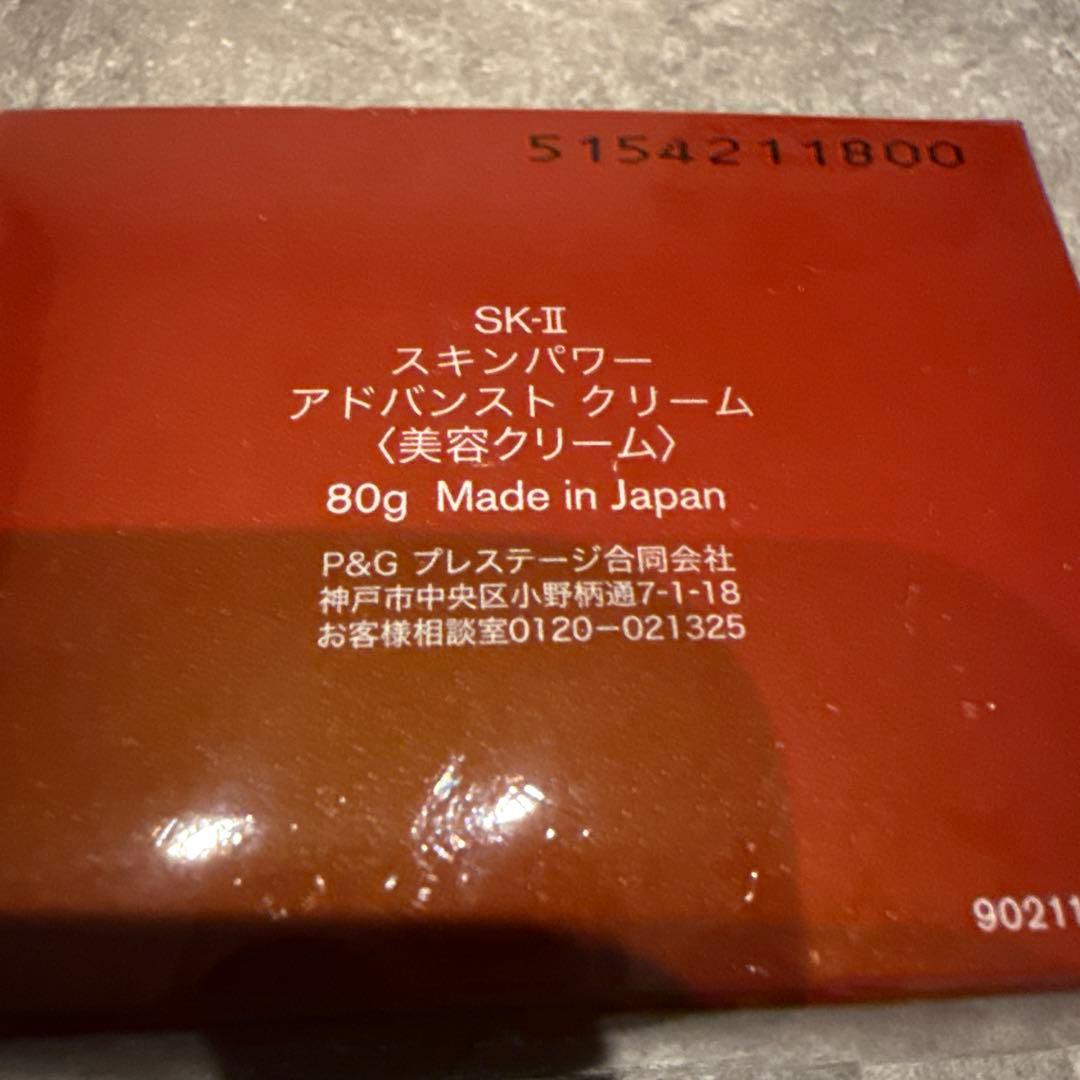 5154211800
SK-II
スキンパワー
アドバンスト クリーム
〈美容クリーム〉
80g Made in Japan
P&G プレステージ合同会社
神戸市中央区小野柄通7-1-18
お客様相談室0120-021325
90211